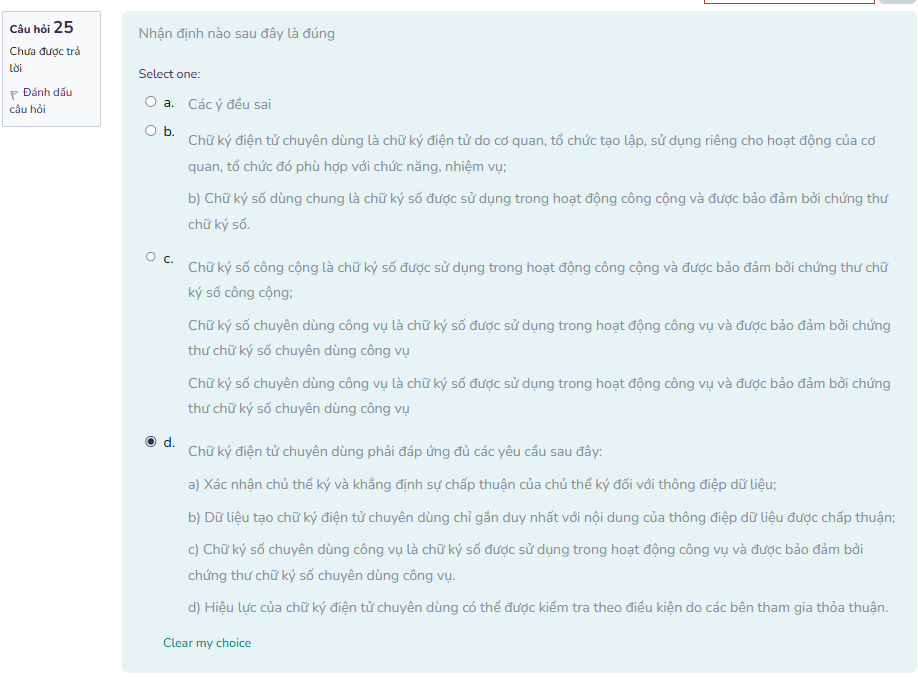 Câu hỏi 25
Chưa được trả
lời
Đánh dấu
câu hỏi
Nhận định nào sau đây là đúng
Select one:
a. Các ý đều sai
b. Chữ ký điện tử chuyên dùng là chữ ký điện tử do cơ quan, tổ chức tạo lập, sử dụng riêng cho hoạt động của cơ
quan, tổ chức đó phù hợp với chức năng, nhiệm vụ;
b) Chữ ký số dùng chung là chữ ký số được sử dụng trong hoạt động công cộng và được bảo đảm bởi chứng thư
chữ ký số.
c. Chữ ký số công cộng là chữ ký số được sử dụng trong hoạt động công cộng và được bảo đảm bởi chứng thư chữ
ký số công cộng;
Chữ ký số chuyên dùng công vụ là chữ ký số được sử dụng trong hoạt động công vụ và được bảo đảm bởi chứng
thư chữ ký số chuyên dùng công vụ
Chữ ký số chuyên dùng công vụ là chữ ký số được sử dụng trong hoạt động công vụ và được bảo đảm bởi chứng
thư chữ ký số chuyên dùng công vụ
d. Chữ ký điện tử chuyên dùng phải đáp ứng đủ các yêu cầu sau đây:
a) Xác nhận chủ thể ký và khẳng định sự chấp thuận của chủ thể ký đối với thông điệp dữ liệu;
b) Dữ liệu tạo chữ ký điện tử chuyên dùng chỉ gắn duy nhất với nội dung của thông điệp dữ liệu được chấp thuận;
c) Chữ ký số chuyên dùng công vụ là chữ ký số được sử dụng trong hoạt động công vụ và được bảo đảm bởi
chứng thư chữ ký số chuyên dùng công vụ.
d) Hiệu lực của chữ ký điện tử chuyên dùng có thể được kiểm tra theo điều kiện do các bên tham gia thỏa thuận.
Clear my choice